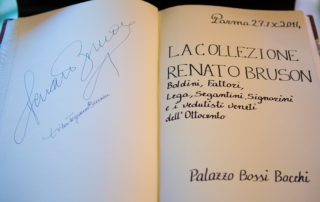 Renato Bruson
Parma 27.IX.2014
LA COLLEZIONE
RENATO BRUSON
Boldini, Fattori,
Lega, Segantini, Signorini
e i vedutisti veneti
dell'Ottocento
Palazzo Bossi Bocchi